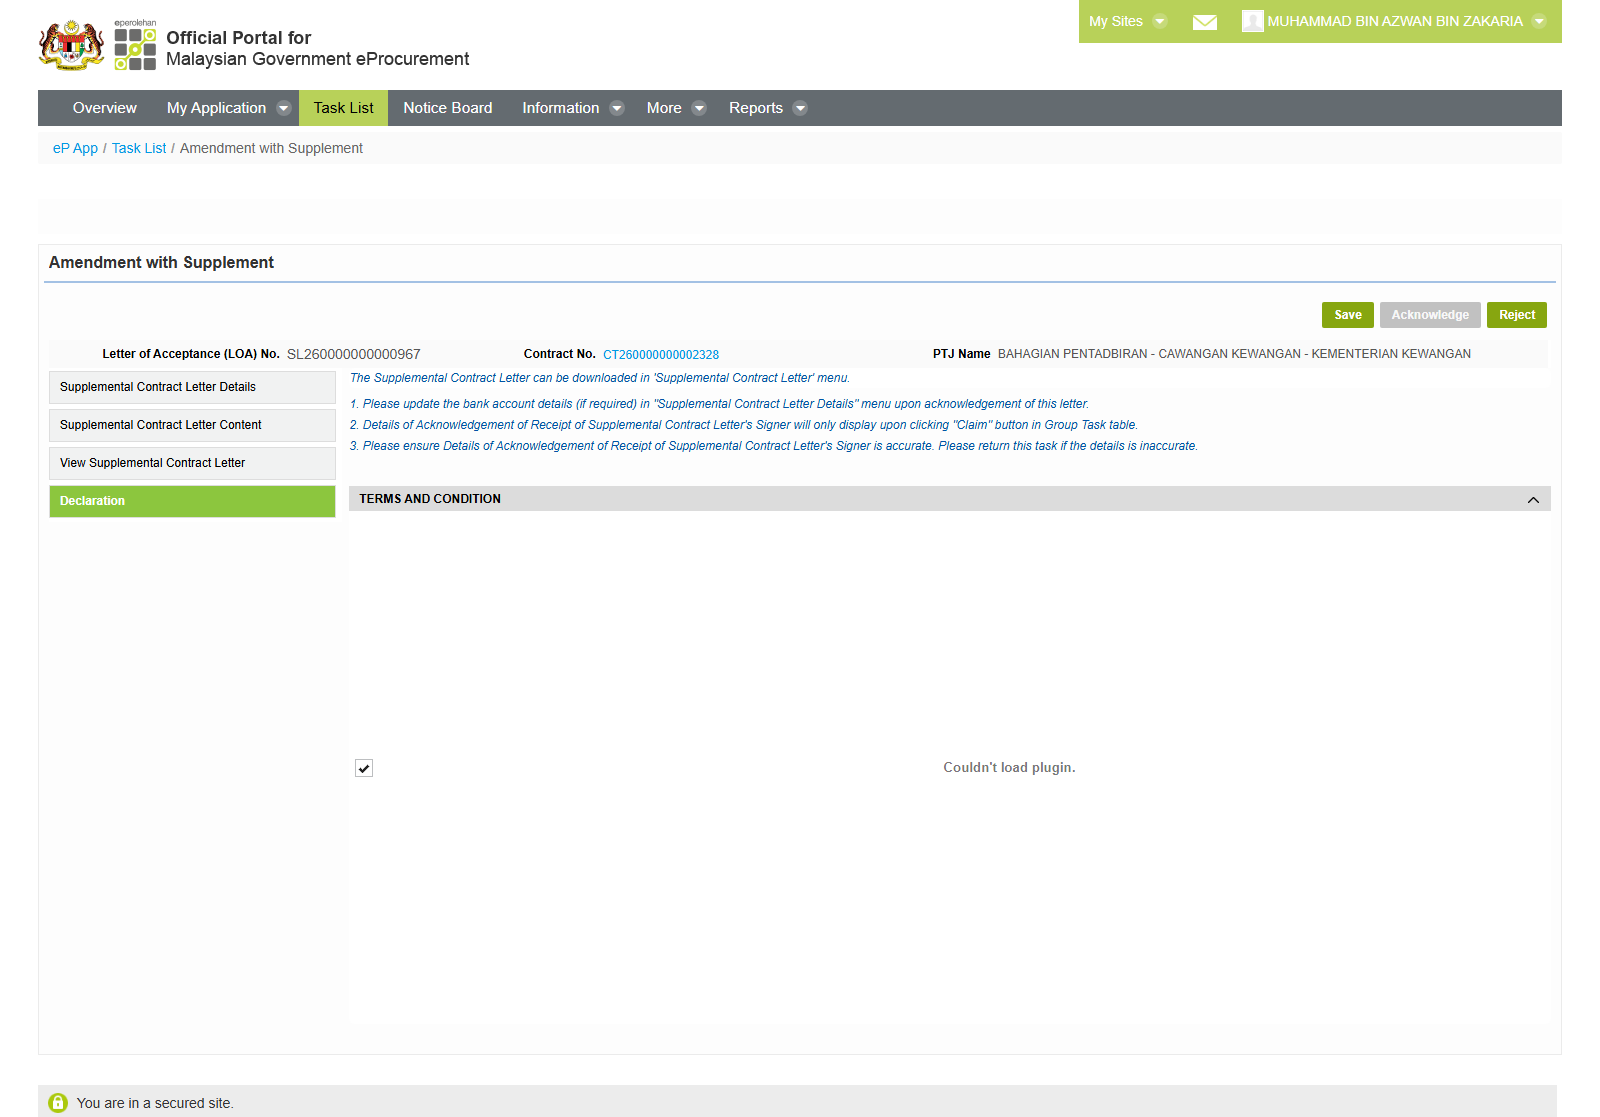 eperolehan
Official Portal for
Malaysian Government eProcurement
My Sites
MUHAMMAD BIN AZWAN BIN ZAKARIA
Overview My Application Task List Notice Board Information More Reports
eP App / Task List / Amendment with Supplement
Amendment with Supplement
Save Acknowledge Reject
Letter of Acceptance (LOA) No. SL260000000000967 Contract No. CT260000000002328 PTJ Name BAHAGIAN PENTADBIRAN - CAWANGAN KEWANGAN - KEMENTERIAN KEWANGAN
Supplemental Contract Letter Details
Supplemental Contract Letter Content
View Supplemental Contract Letter
Declaration
The Supplemental Contract Letter can be downloaded in 'Supplemental Contract Letter' menu.
1. Please update the bank account details (if required) in "Supplemental Contract Letter Details" menu upon acknowledgement of this letter.
2. Details of Acknowledgement of Receipt of Supplemental Contract Letter's Signer will only display upon clicking "Claim" button in Group Task table.
3. Please ensure Details of Acknowledgement of Receipt of Supplemental Contract Letter's Signer is accurate. Please return this task if the details is inaccurate.
TERMS AND CONDITION
Couldn't load plugin.
You are in a secured site.